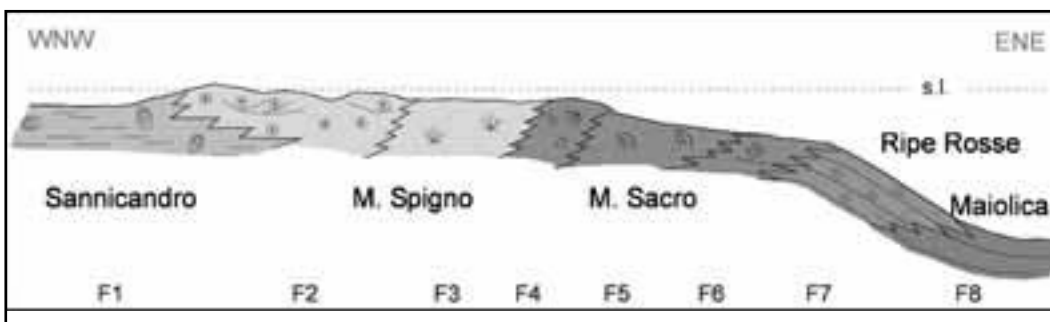 WNW ENE
s.l.
Ripe Rosse
Sannicandro M. Spigno M. Sacro Maiolica
F1 F2 F3 F4 F5 F6 F7 F8